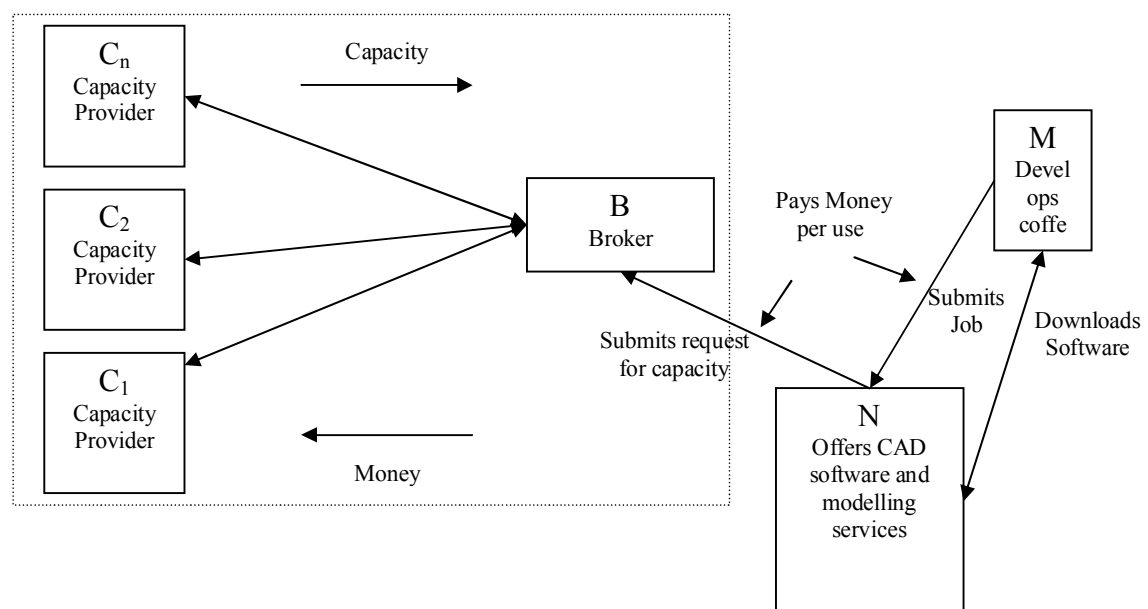 Cn
Capacity
Provider
Capacity
C2
Capacity
Provider
C1
Capacity
Provider
Money
B
Broker
Submits request
for capacity
Pays Money
per use
M
Devel
ops
coffe
Submits
Job
Downloads
Software
N
Offers CAD
software and
modelling
services